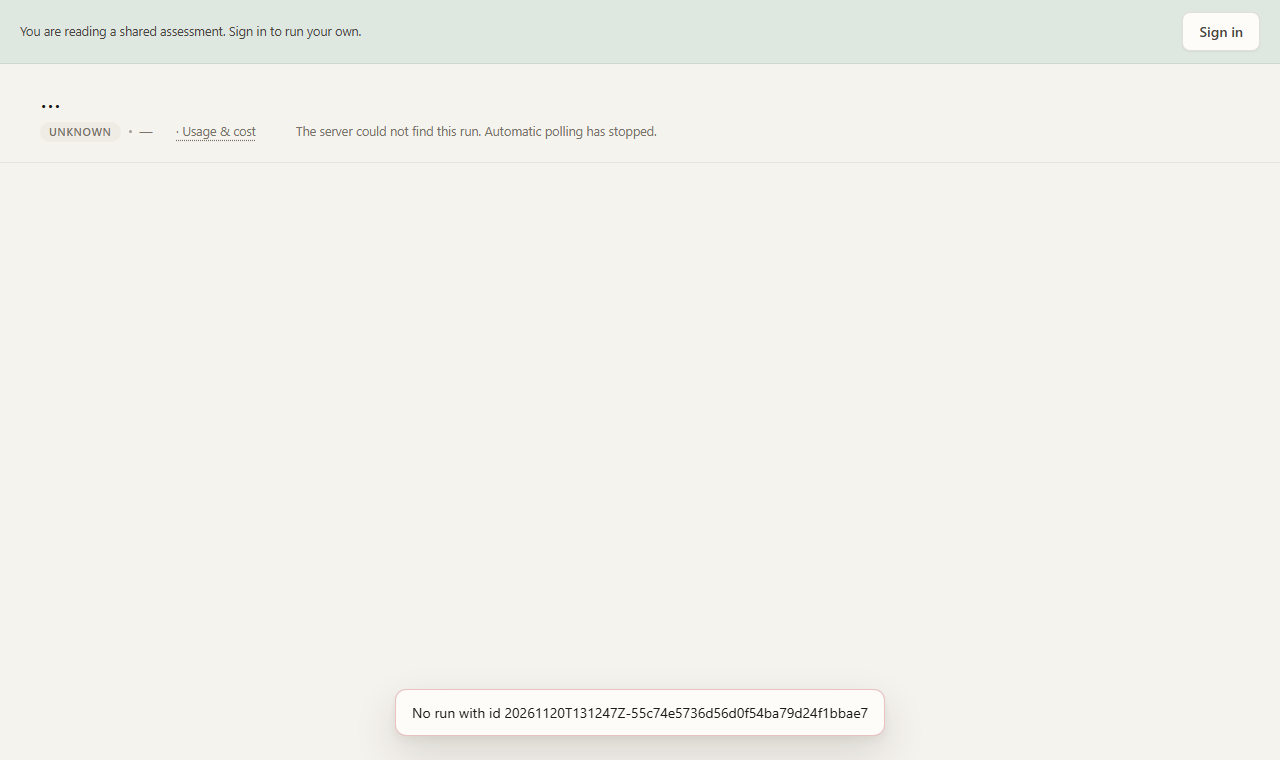 You are reading a shared assessment. Sign in to run your own.
Sign in
...
UNKNOWN • — · Usage & cost The server could not find this run. Automatic polling has stopped.
No run with id 20261120T131247Z-55c74e5736d56d0f54ba79d24f1bbae7